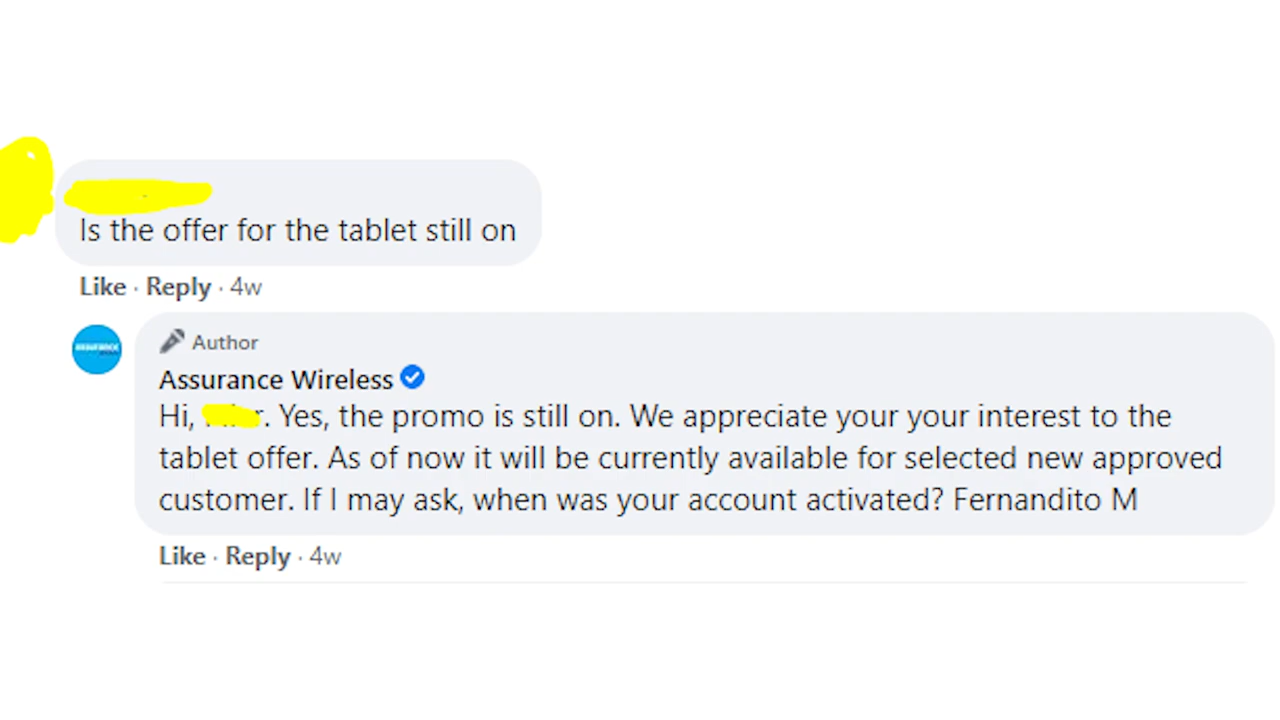 Is the offer for the tablet still on
Like · Reply · 4w
Author
assurance
Assurance Wireless
Hi, . Yes, the promo is still on. We appreciate your your interest to the
tablet offer. As of now it will be currently available for selected new approved
customer. If I may ask, when was your account activated? Fernandito M
Like · Reply · 4w